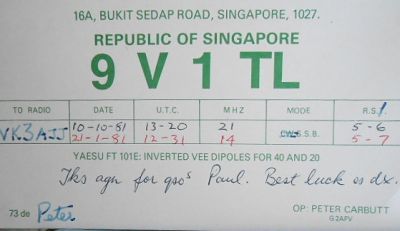 16A, BUKIT SEDAP ROAD, SINGAPORE, 1027.
REPUBLIC OF SINGAPORE
9 V 1 TL
TO RADIO DATE U.T.C. MHZ MODE R.S.T.
VK3AJJ 10-10-81 13-20 21 S.S.B. 5-6
21-1-81 12-31 14 5-7
YAESU FT 101E: INVERTED VEE DIPOLES FOR 40 AND 20
Tks agn for qsos Paul. Best luck es dx.
73 de Peter OP: PETER CARBUTT
G2APV